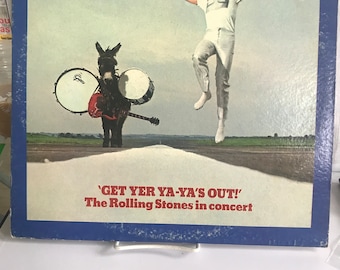 'GET YER YA-YA'S OUT!'
The Rolling Stones in concert